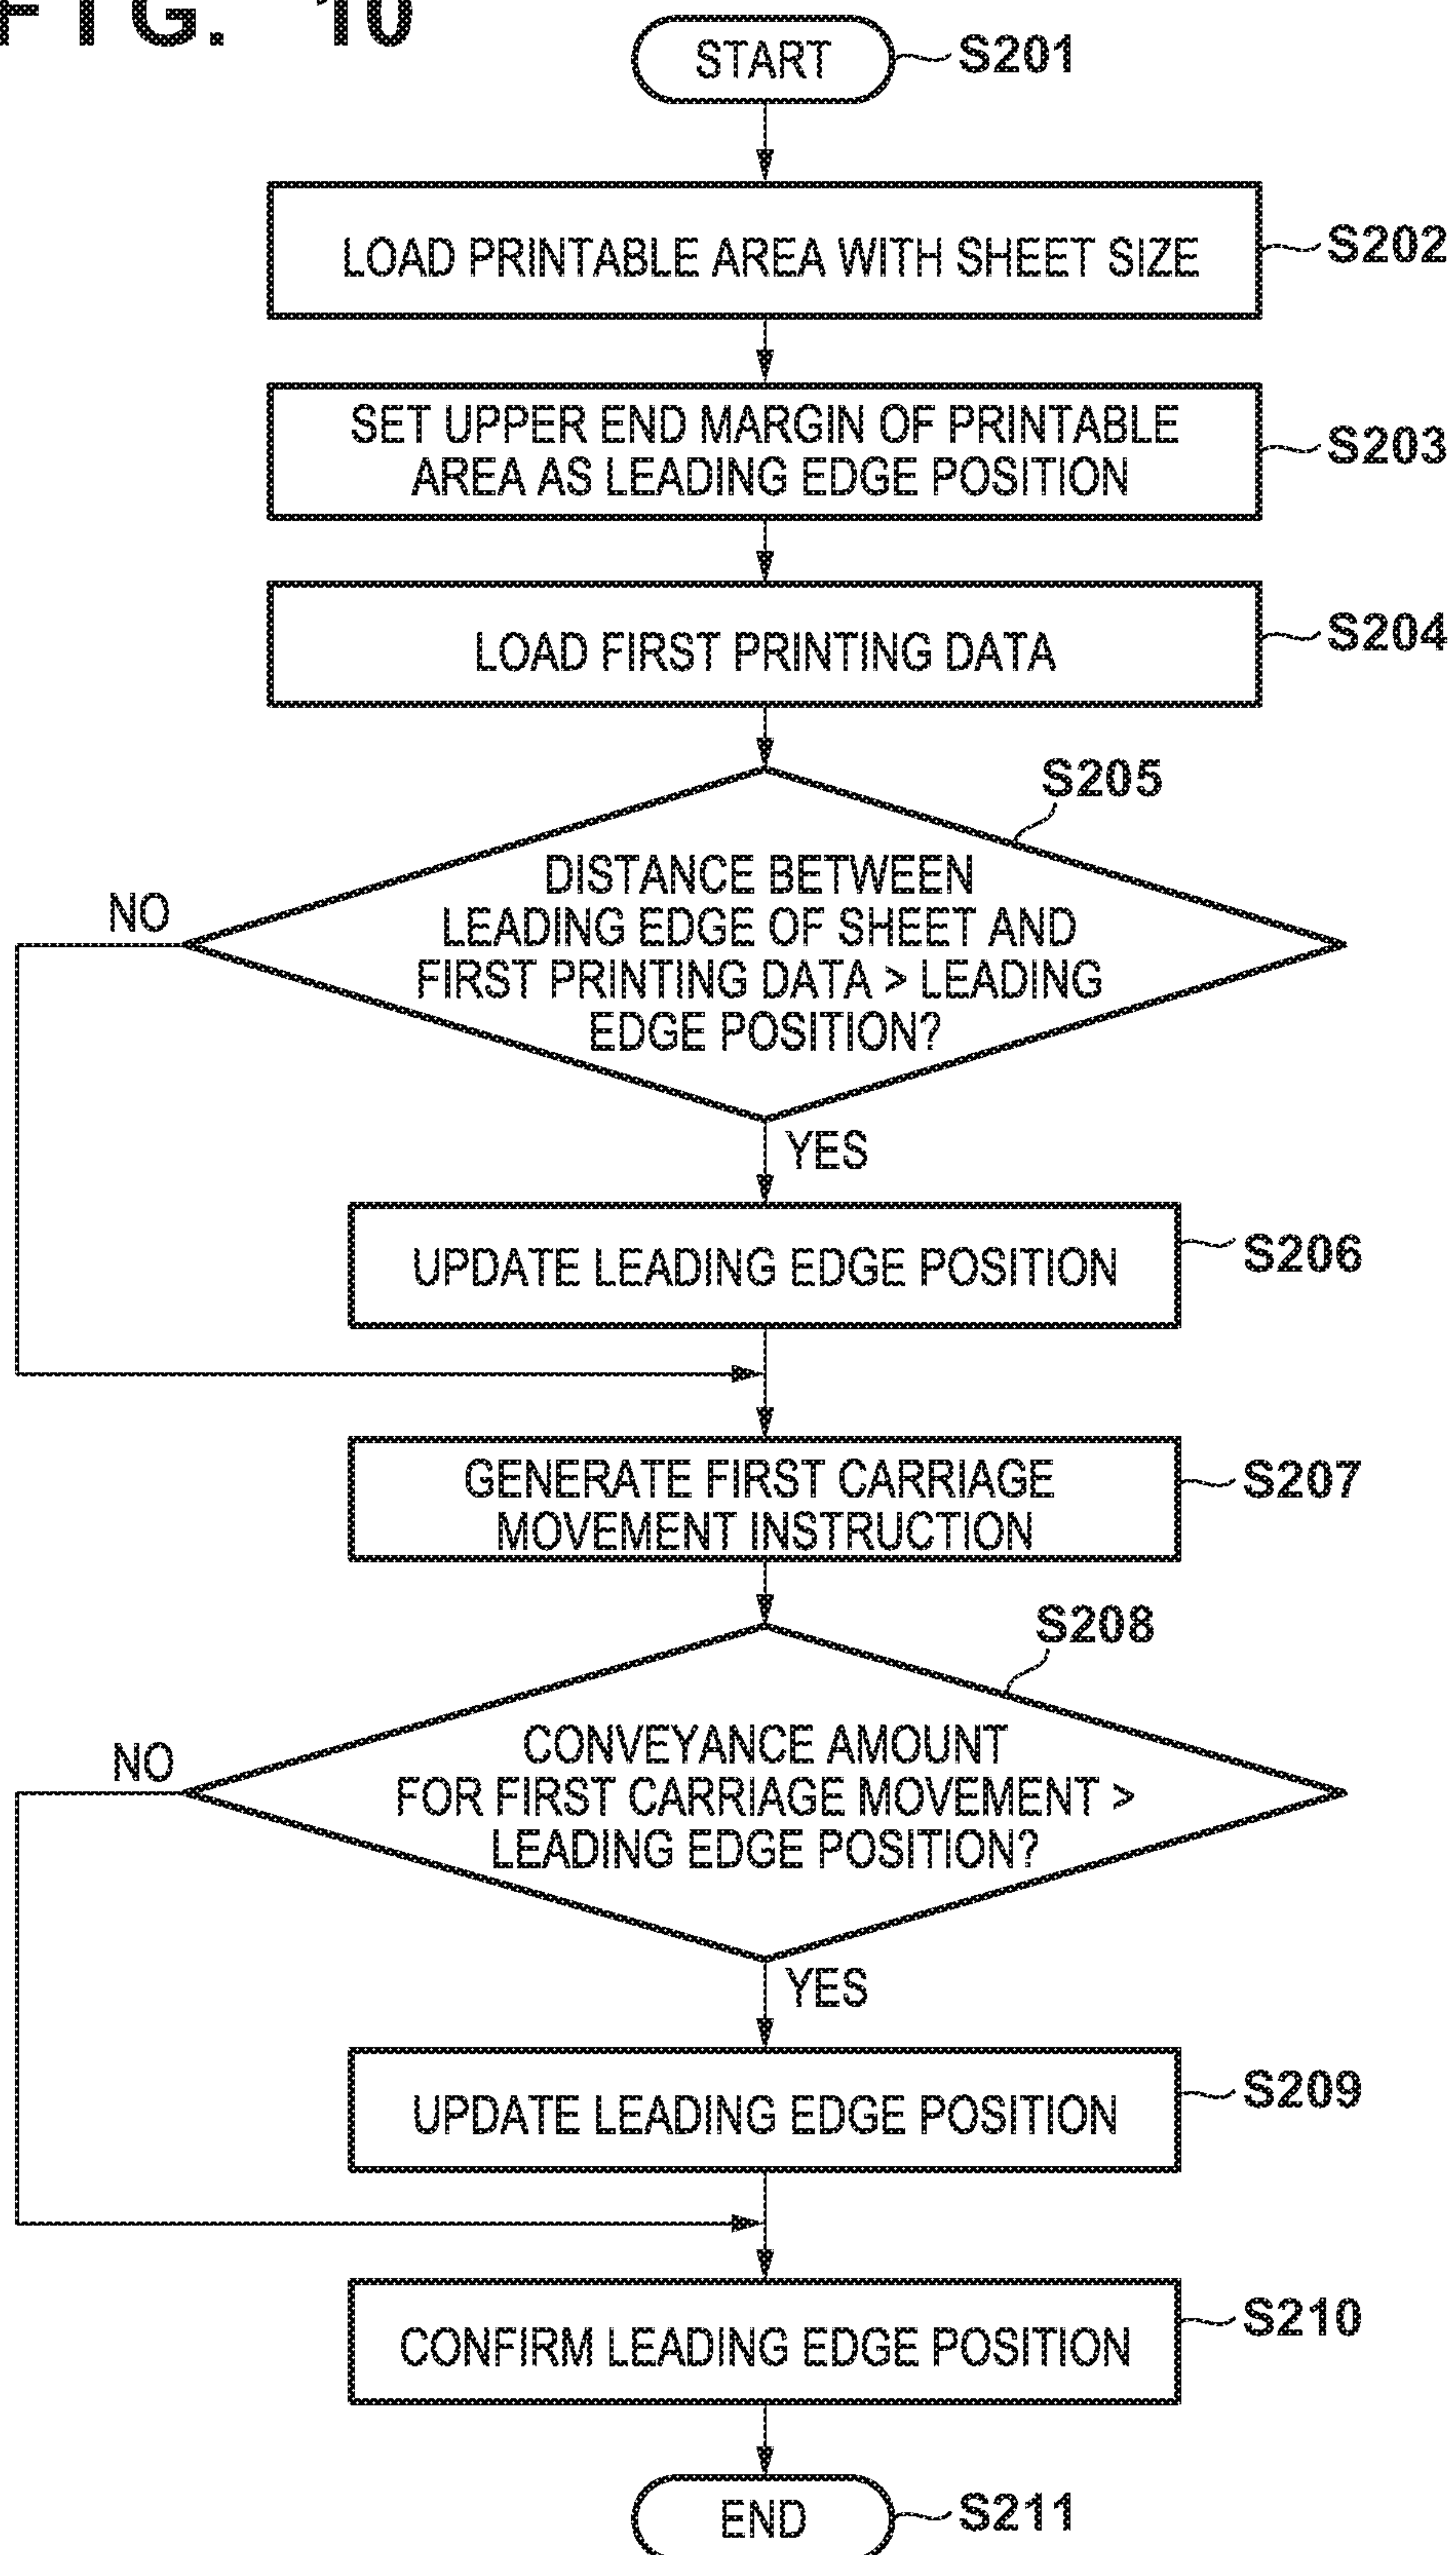 FIG. 10
START
S201
LOAD PRINTABLE AREA WITH SHEET SIZE
S202
SET UPPER END MARGIN OF PRINTABLE
AREA AS LEADING EDGE POSITION
S203
LOAD FIRST PRINTING DATA
S204
S205
DISTANCE BETWEEN
LEADING EDGE OF SHEET AND
FIRST PRINTING DATA > LEADING
EDGE POSITION?
NO
YES
UPDATE LEADING EDGE POSITION
S206
GENERATE FIRST CARRIAGE
MOVEMENT INSTRUCTION
S207
S208
CONVEYANCE AMOUNT
FOR FIRST CARRIAGE MOVEMENT >
LEADING EDGE POSITION?
NO
YES
UPDATE LEADING EDGE POSITION
S209
CONFIRM LEADING EDGE POSITION
S210
END
S211